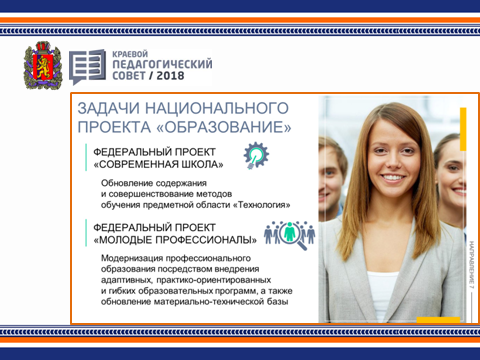 КРАЕВОЙ
ПЕДАГОГИЧЕСКИЙ
СОВЕТ / 2018
ЗАДАЧИ НАЦИОНАЛЬНОГО
ПРОЕКТА «ОБРАЗОВАНИЕ»
ФЕДЕРАЛЬНЫЙ ПРОЕКТ
«СОВРЕМЕННАЯ ШКОЛА»
Обновление содержания
и совершенствование методов
обучения предметной области «Технология»
ФЕДЕРАЛЬНЫЙ ПРОЕКТ
«МОЛОДЫЕ ПРОФЕССИОНАЛЫ»
Модернизация профессионального
образования посредством внедрения
адаптивных, практико-ориентированных
и гибких образовательных программ, а также
обновление материально-технической базы
НАПРАВЛЕНИЕ 7